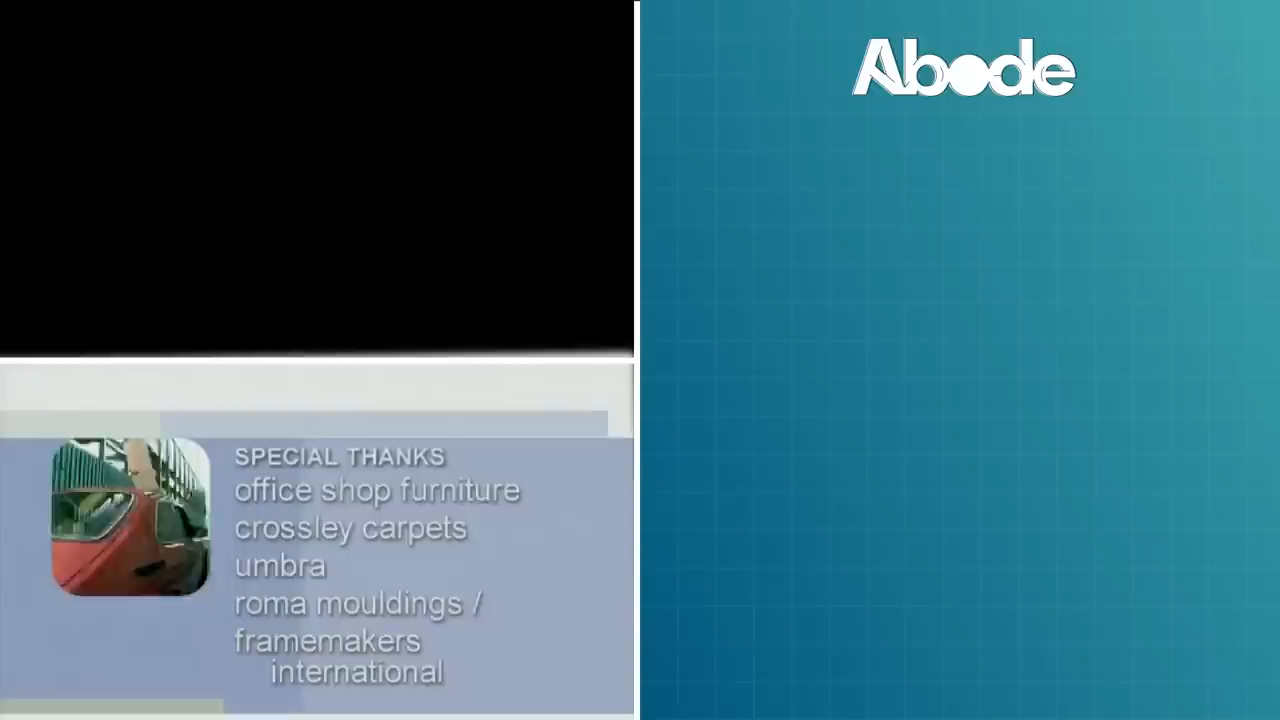 Abode
SPECIAL THANKS
office shop furniture
crossley carpets
umbra
roma mouldings /
framemakers
international